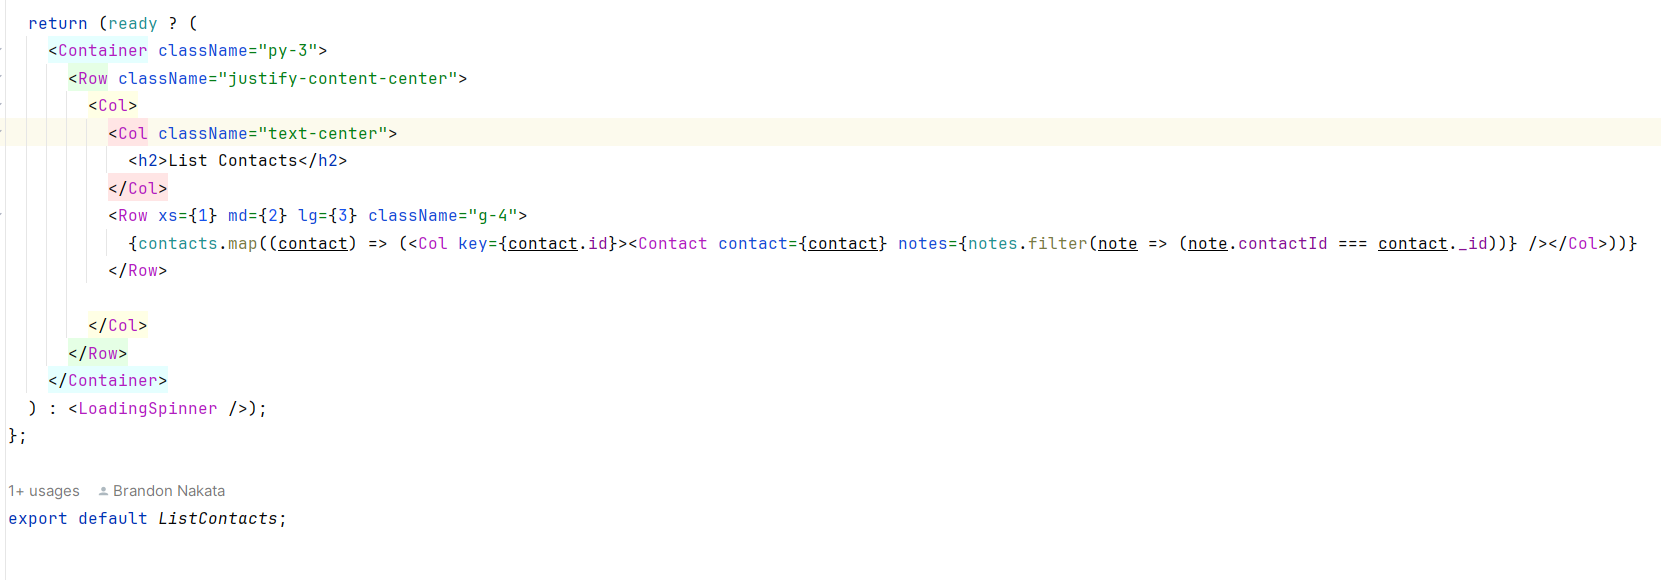 return (ready ? (
<Container className="py-3">
<Row className="justify-content-center">
<Col>
<Col className="text-center">
<h2>List Contacts</h2>
</Col>
<Row xs={1} md={2} lg={3} className="g-4">
{contacts.map((contact) => (<Col key={contact.id}><Contact contact={contact} notes={notes.filter(note => (note.contactId === contact._id))} /></Col>))}
</Row>
</Col>
</Row>
</Container>
) : <LoadingSpinner />);
};
1+ usages Brandon Nakata
export default ListContacts;